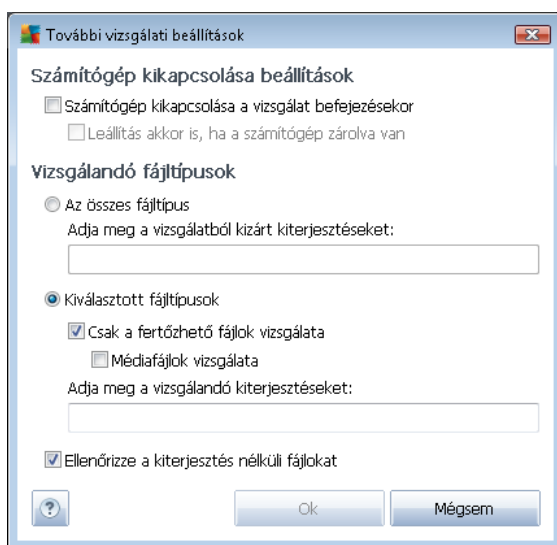 További vizsgálati beállítások
Számítógép kikapcsolása beállítások
Számítógép kikapcsolása a vizsgálat befejezésekor
Leállítás akkor is, ha a számítógép zárolva van
Vizsgálandó fájltípusok
Az összes fájltípus
Adja meg a vizsgálatból kizárt kiterjesztéseket:
Kiválasztott fájltípusok
Csak a fertőzhető fájlok vizsgálata
Médiafájlok vizsgálata
Adja meg a vizsgálandó kiterjesztéseket:
Ellenőrizze a kiterjesztés nélküli fájlokat
? Ok Mégsem